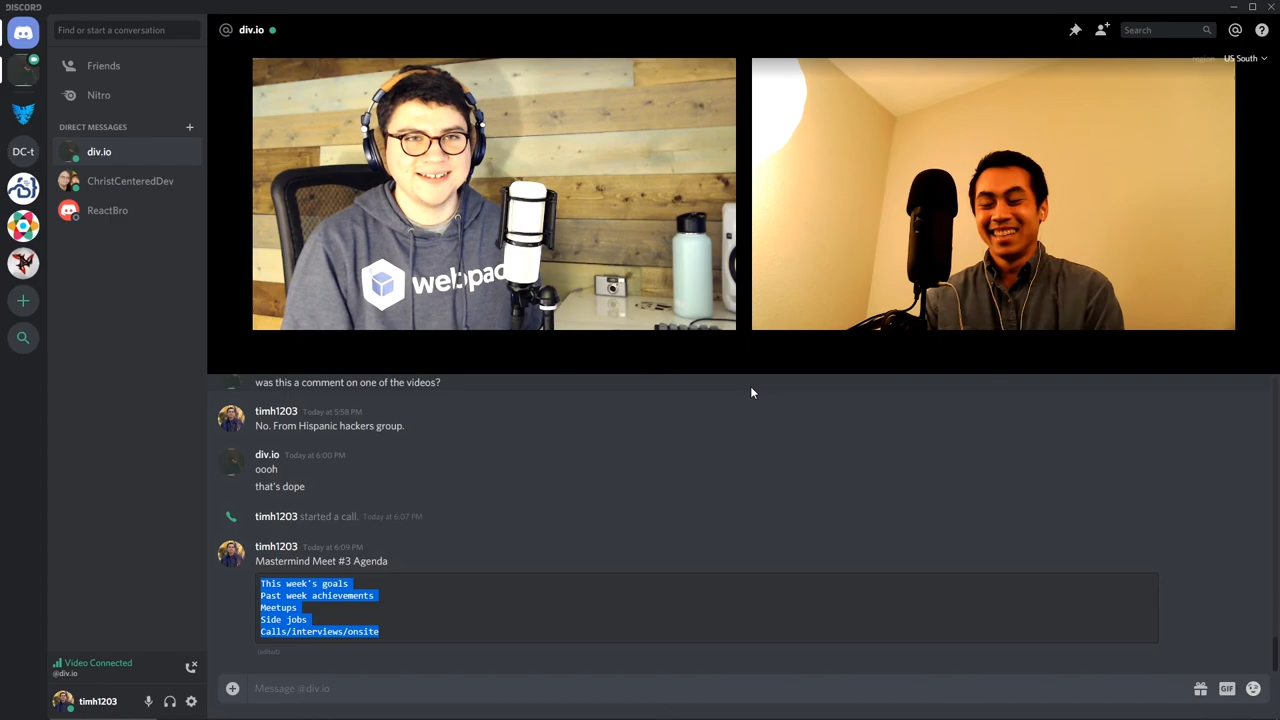 DISCORD
Find or start a conversation
@ div.io
Search
region US South
Friends
Nitro
DIRECT MESSAGES
div.io
ChristCenteredDev
ReactBro
DC-t
webpac
was this a comment on one of the videos?
timh1203 Today at 5:58 PM
No. From Hispanic hackers group.
div.io Today at 6:00 PM
oooh
that's dope
timh1203 started a call. Today at 6:07 PM
timh1203 Today at 6:09 PM
Mastermind Meet #3 Agenda
This week's goals
Past week achievements
Meetups
Side jobs
Calls/interviews/onsite
(edited)
Video Connected
@div.io
timh1203
Message @div.io
GIF